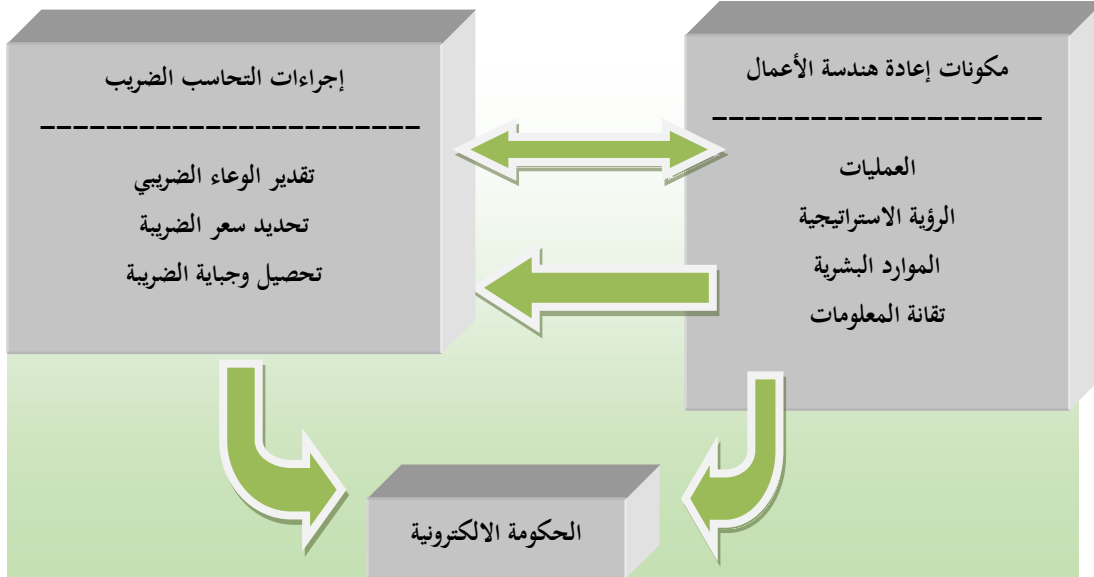 مكونات إعادة هندسة الأعمال
--------------------
العمليات
الرؤية الاستراتيجية
الموارد البشرية
تقانة المعلومات
إجراءات التحاسب الضريب
-----------------------
تقدير الوعاء الضريبي
تحديد سعر الضريبة
تحصيل وجباية الضريبة
الحكومة الالكترونية